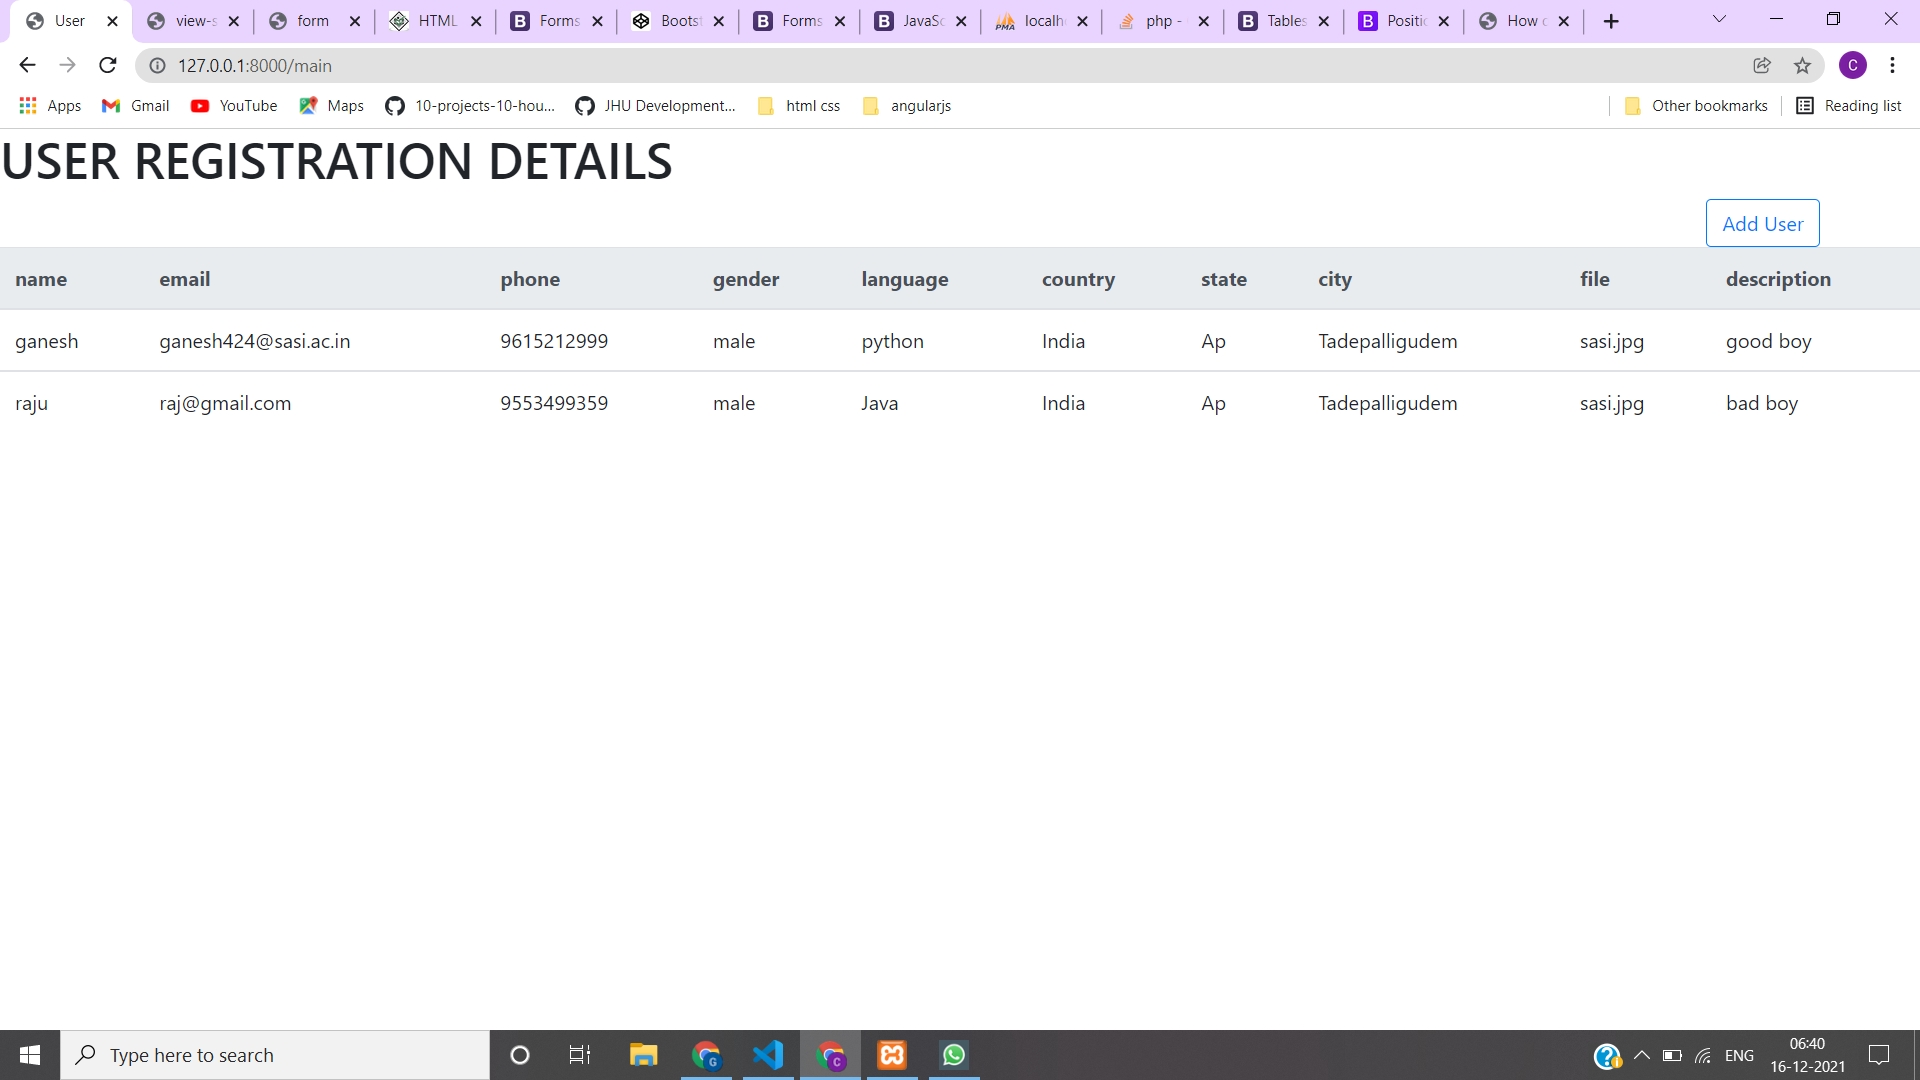 User view-s form HTML Forms Bootst Forms JavaSc localho php - Tables Positio How d
127.0.0.1:8000/main C
Apps Gmail YouTube Maps 10-projects-10-hou... JHU Development... html css angularjs Other bookmarks Reading list
USER REGISTRATION DETAILS
Add User
name email phone gender language country state city file description
ganesh ganesh424@sasi.ac.in 9615212999 male python India Ap Tadepalligudem sasi.jpg good boy
raju raj@gmail.com 9553499359 male Java India Ap Tadepalligudem sasi.jpg bad boy
Type here to search ENG 06:40
16-12-2021